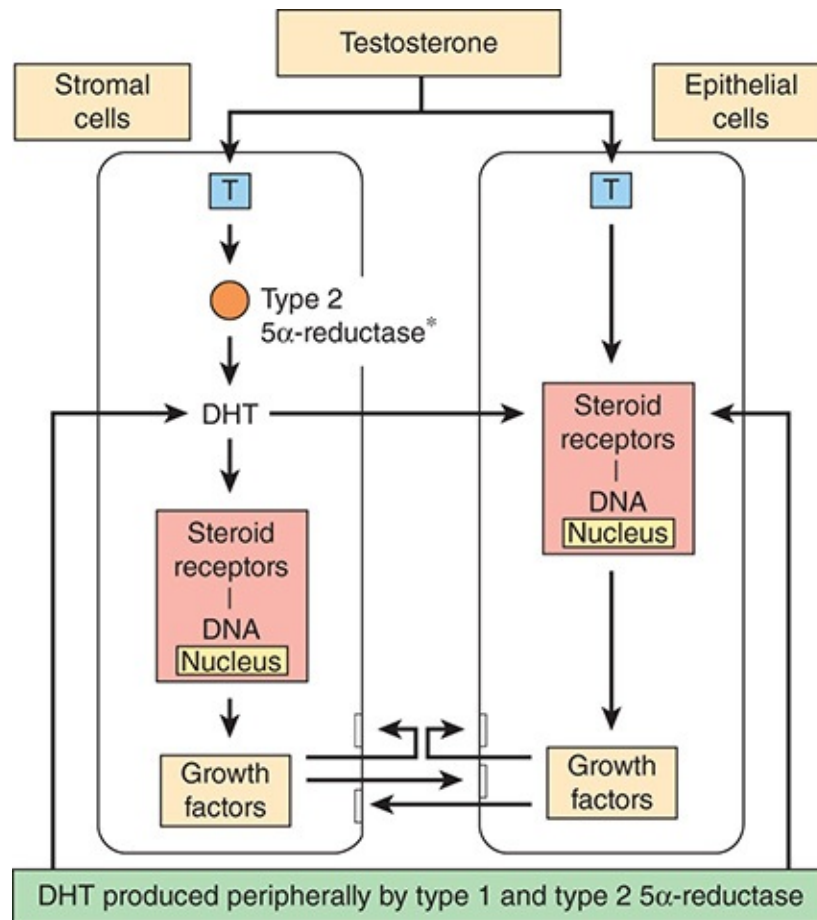 Testosterone
Stromal
cells
Epithelial
cells
T
T
Type 2
5α-reductase*
DHT
Steroid
receptors
DNA
Nucleus
Steroid
receptors
DNA
Nucleus
Growth
factors
Growth
factors
DHT produced peripherally by type 1 and type 2 5α-reductase